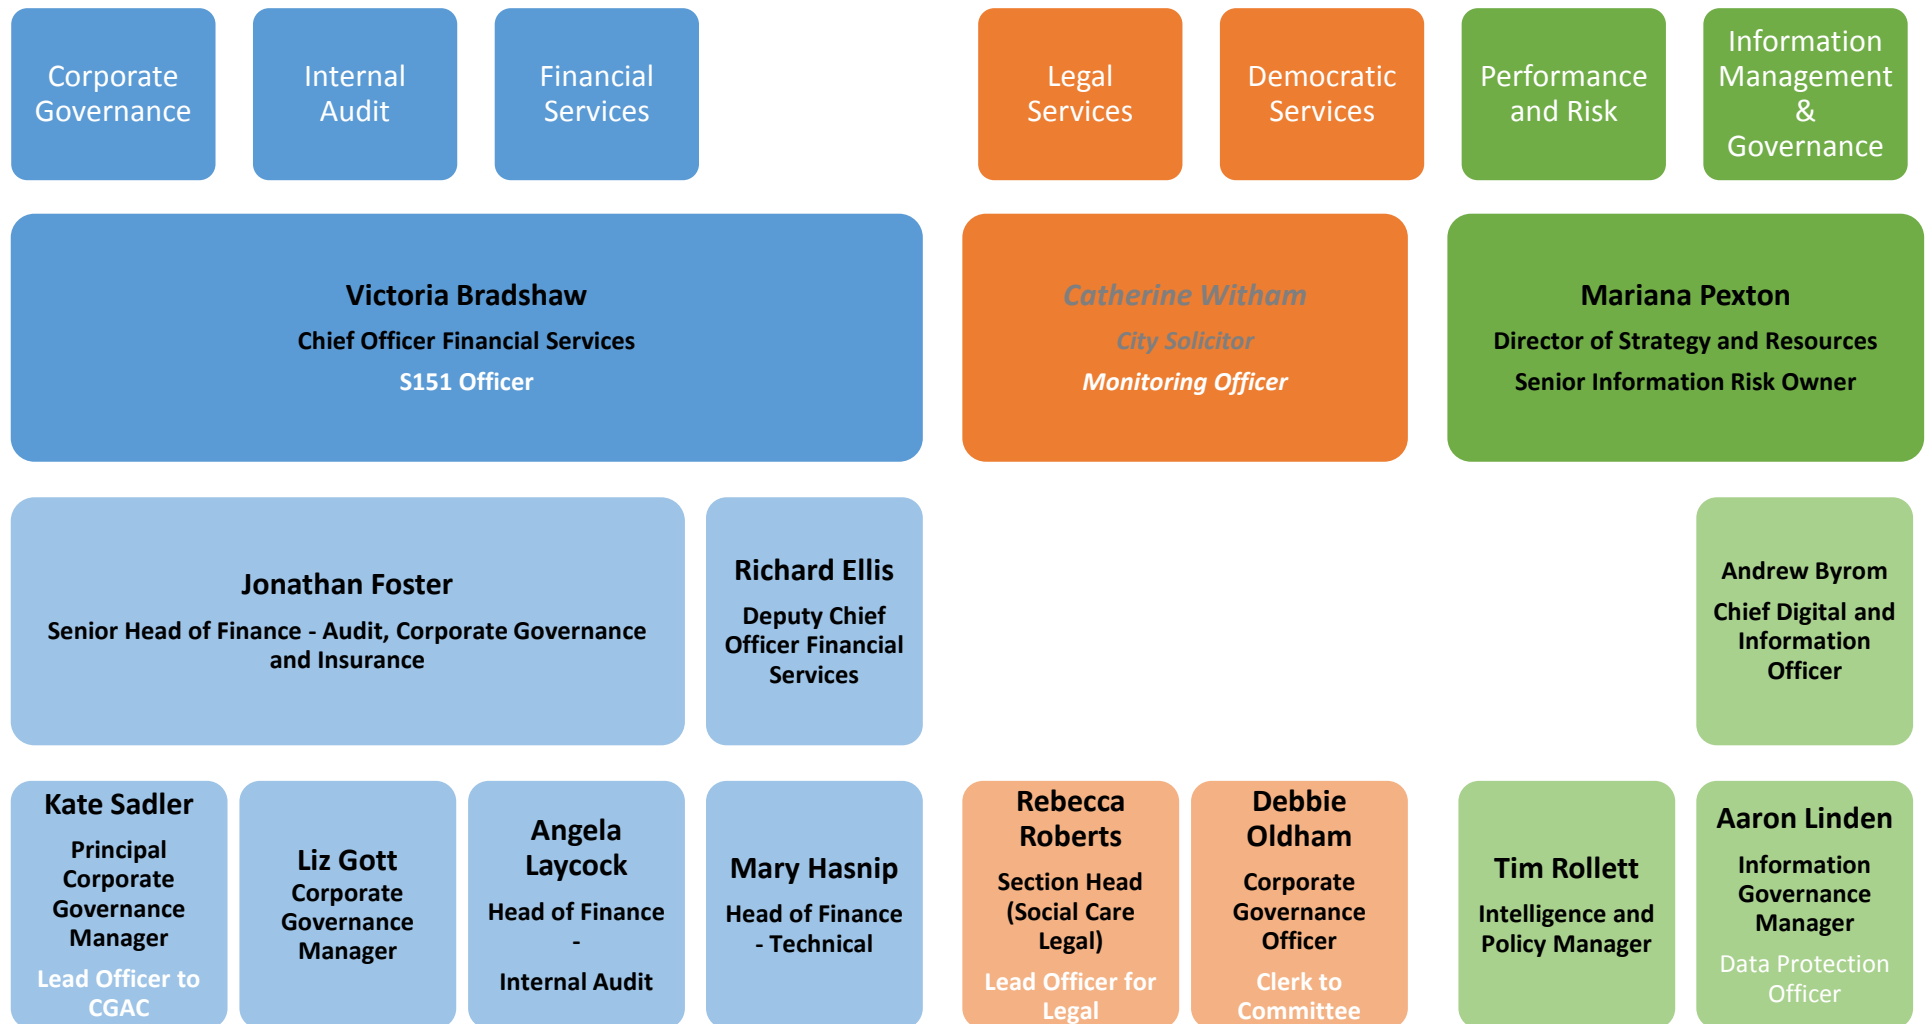 Corporate
Governance
Internal
Audit
Financial
Services
Legal
Services
Democratic
Services
Performance
and Risk
Information
Management
&
Governance
Victoria Bradshaw
Chief Officer Financial Services
S151 Officer
Catherine Witham
City Solicitor
Monitoring Officer
Mariana Pexton
Director of Strategy and Resources
Senior Information Risk Owner
Jonathan Foster
Senior Head of Finance - Audit, Corporate Governance
and Insurance
Richard Ellis
Deputy Chief
Officer Financial
Services
Andrew Byrom
Chief Digital and
Information
Officer
Kate Sadler
Principal
Corporate
Governance
Manager
Lead Officer to
CGAC
Liz Gott
Corporate
Governance
Manager
Angela
Laycock
Head of Finance
-
Internal Audit
Mary Hasnip
Head of Finance
- Technical
Rebecca
Roberts
Section Head
(Social Care
Legal)
Lead Officer for
Legal
Debbie
Oldham
Corporate
Governance
Officer
Clerk to
Committee
Tim Rollett
Intelligence and
Policy Manager
Aaron Linden
Information
Governance
Manager
Data Protection
Officer